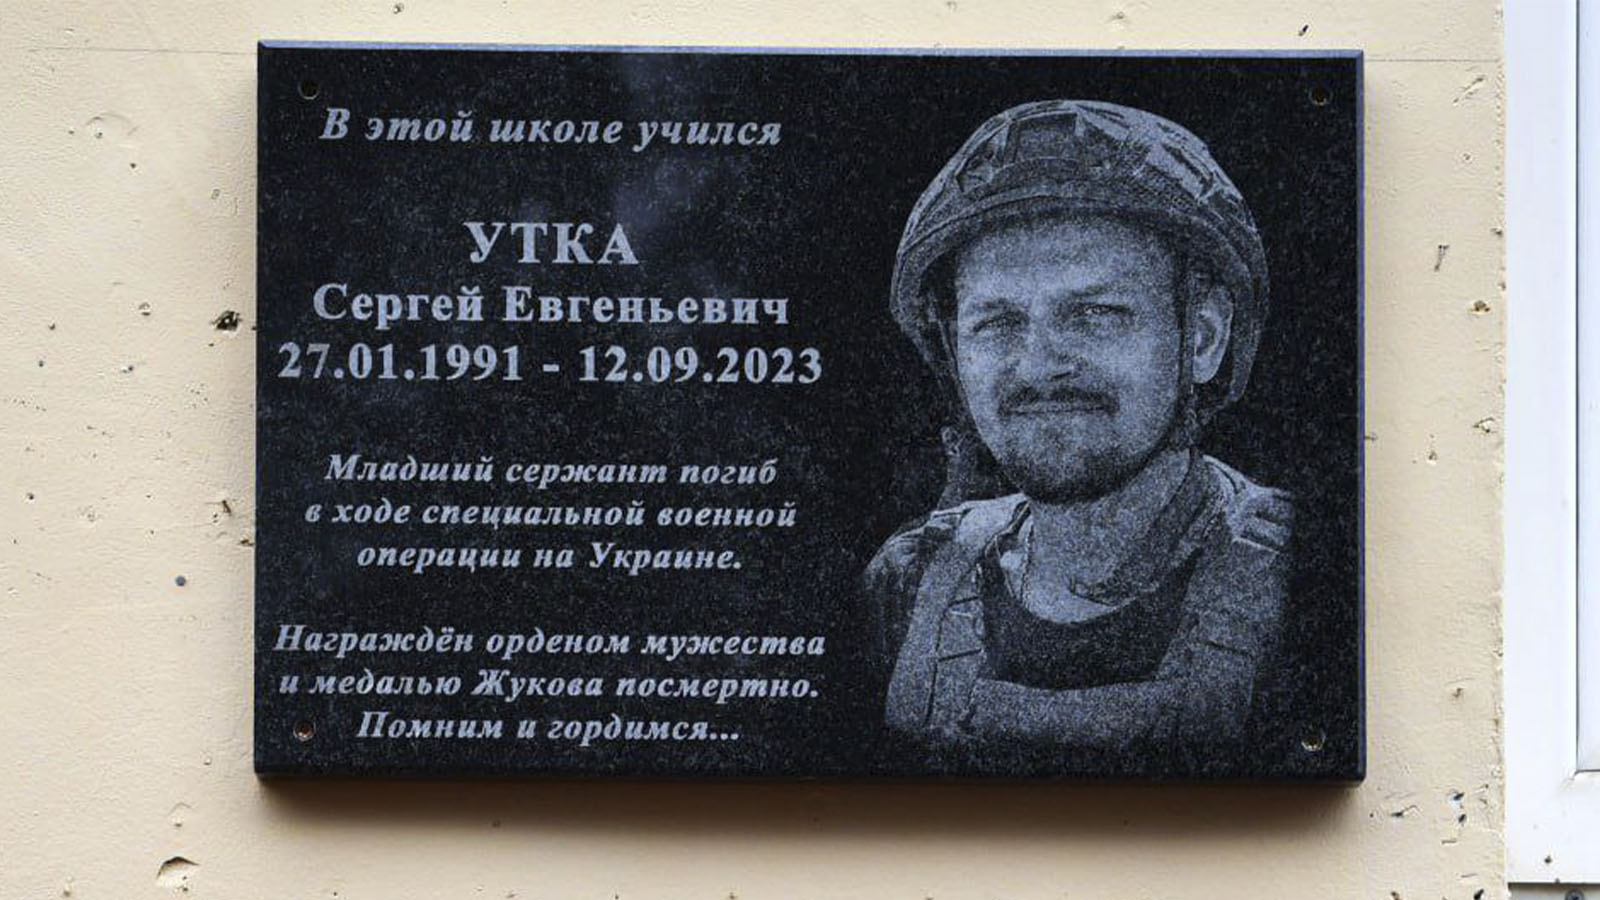 В этой школе учился
УТКА
Сергей Евгеньевич
27.01.1991 - 12.09.2023
Младший сержант погиб
в ходе специальной военной
операции на Украине.
Награждён орденом мужества
и медалью Жукова посмертно.
Помним и гордимся...